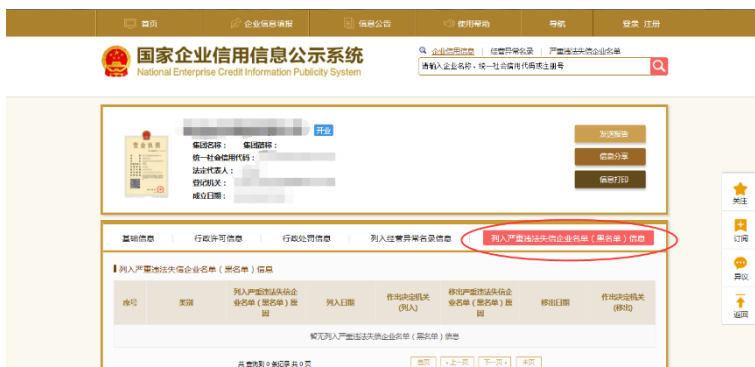 首页 企业信息填报 信息公告 使用帮助 导航 登录 注册
国家企业信用信息公示系统
National Enterprise Credit Information Publicity System
企业信用信息 | 经营异常名录 | 严重违法失信企业名单
请输入企业名称、统一社会信用代码或注册号
营业执照
开业
集团名称： 集团简称：
统一社会信用代码：
法定代表人：
登记机关：
成立日期：
发送报告
信息分享
信息打印
关注
订阅
异议
返回
基础信息 行政许可信息 行政处罚信息 列入经营异常名录信息 列入严重违法失信企业名单（黑名单）信息
列入严重违法失信企业名单（黑名单）信息
序号 类别 列入严重违法失信企业名单（黑名单）原因 列入日期 作出决定机关(列入) 移出严重违法失信企业名单（黑名单）原因 移出日期 作出决定机关(移出)
暂无列入严重违法失信企业名单（黑名单）信息
共查询到 0 条记录 共 0 页 首页 上一页 下一页 末页